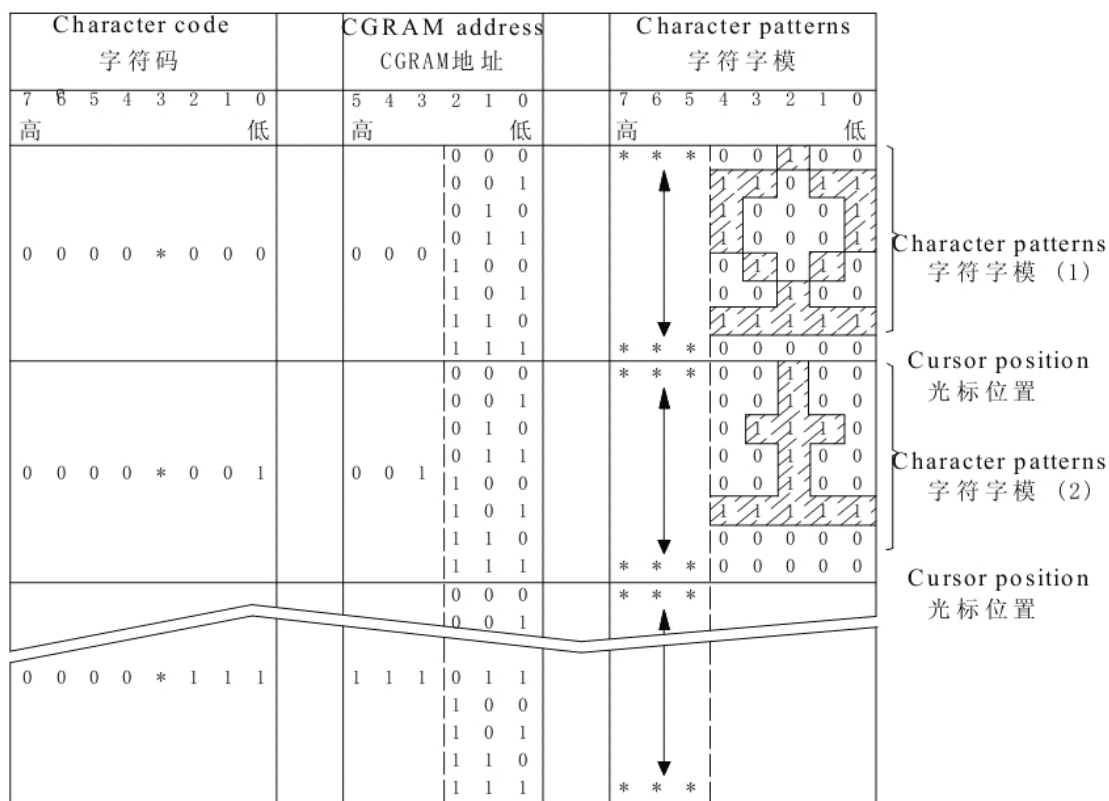 Character code CGRAM address Character patterns
字符码 CGRAM地址 字符字模
7 6 5 4 3 2 1 0 5 4 3 2 1 0 7 6 5 4 3 2 1 0
高 低 高 低 高 低
0 0 0 * * * 0 0 1 0 0
0 0 1 1 1 0 1 1
0 1 0 1 0 0 0 1
0 1 1 1 0 0 0 1
0 0 0 0 * 0 0 0 0 0 0
Character patterns
1 0 0 0 1 0 1 0
字符字模 (1)
1 0 1 0 0 1 0 0
1 1 0 1 1 1 1 1
1 1 1 * * * 0 0 0 0 0
Cursor position
0 0 0 * * * 0 0 1 0 0
光标位置
0 0 1 0 0 1 0 0
0 1 0 0 1 1 1 0
0 1 1 0 0 1 0 0
Character patterns
0 0 0 0 * 0 0 1 0 0 1
1 0 0 0 0 1 0 0
字符字模 (2)
1 0 1 1 1 1 1 1
1 1 0 0 0 0 0 0
1 1 1 * * * 0 0 0 0 0
Cursor position
0 0 0 * * *
光标位置
0 0 1
0 0 0 0 * 1 1 1 1 1 1 0 1 1
1 0 0
1 0 1
1 1 0
1 1 1 * * *